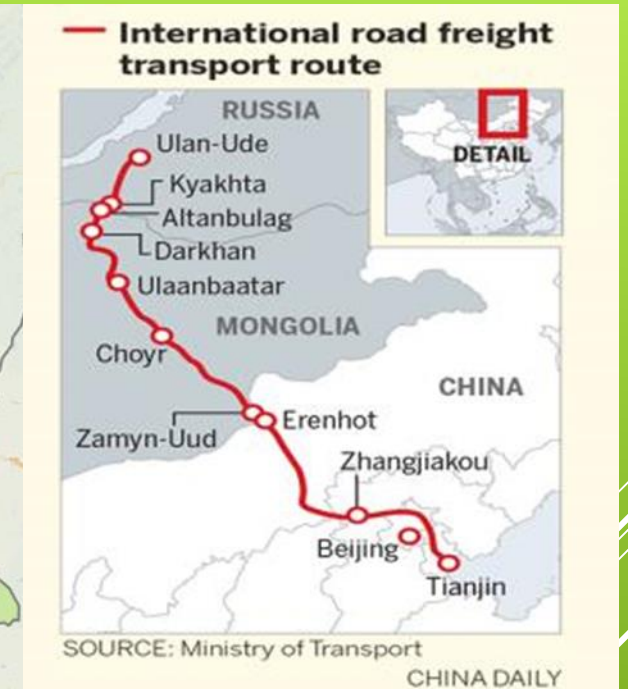 International road freight
transport route
RUSSIA
DETAIL
Ulan-Ude
Kyakhta
Altanbulag
Darkhan
Ulaanbaatar
MONGOLIA
Choyr
CHINA
Zamyn-Uud
Erenhot
Zhangjiakou
Beijing
Tianjin
SOURCE: Ministry of Transport
CHINA DAILY